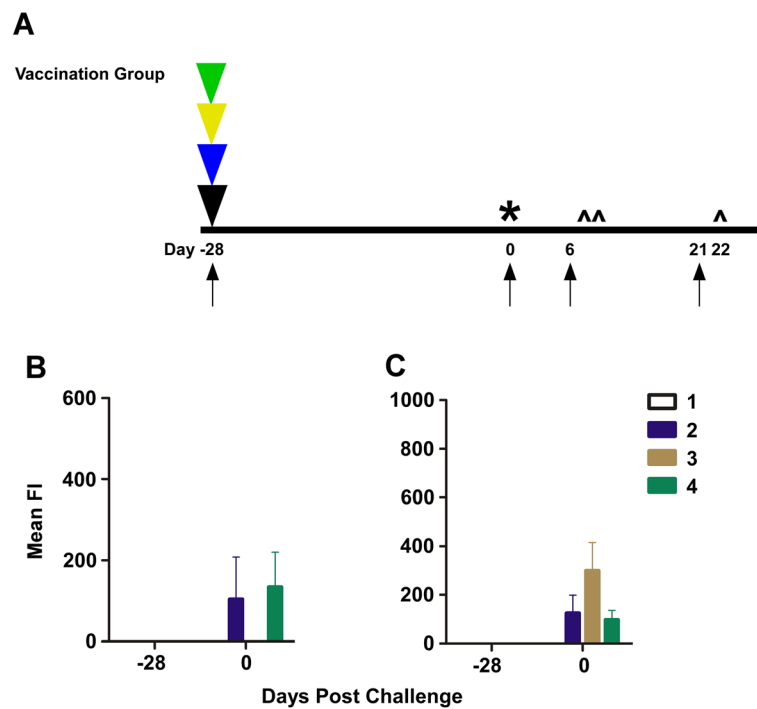 A
Vaccination Group
*
^^ ^
Day -28 0 6 21 22
B
600
400
200
0
-28 0
Mean FI
C
1000
800
600
400
200
0
-28 0
1
2
3
4
Days Post Challenge